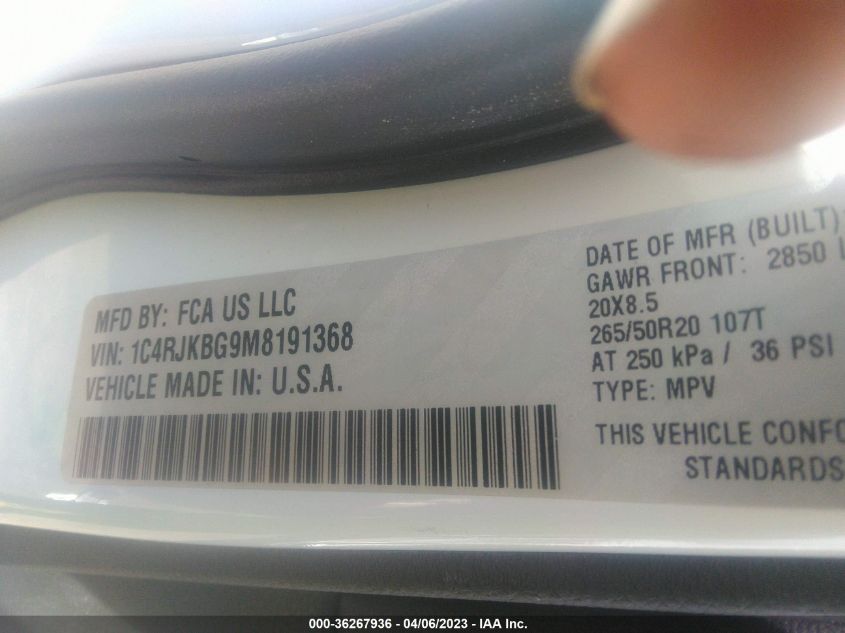 MFD BY: FCA US LLC
VIN: 1C4RJKBG9M8191368
VEHICLE MADE IN: U.S.A.
DATE OF MFR (BUILT):
GAWR FRONT: 2850
20X8.5
265/50R20 107T
AT 250 kPa / 36 PSI
TYPE: MPV
THIS VEHICLE
STANDARDS
000-36267936 - 04/06/2023 - IAA Inc.